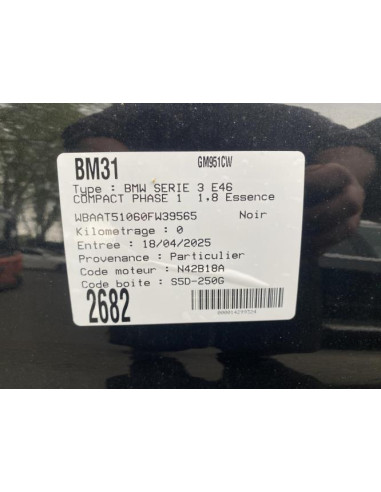 BM31 GM951CW
Type : BMW SERIE 3 E46
COMPACT PHASE 1 1.8 Essence
WBAAT51060FW39565 Noir
Kilometrage : 0
Entree : 18/04/2025
Provenance : Particulier
Code moteur : N42B18A
Code boite : S5D-250G
2682